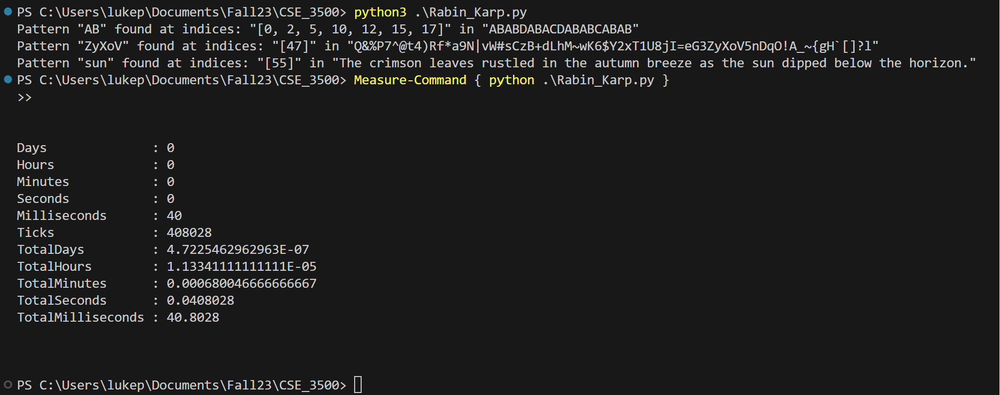 PS C:\Users\lukep\Documents\Fall23\CSE_3500> python3 .\Rabin_Karp.py
Pattern "AB" found at indices: "[0, 2, 5, 10, 12, 15, 17]" in "ABABDABACDABABCABAB"
Pattern "ZyXoV" found at indices: "[47]" in "Q&%P7^@t4)Rf*a9N|vW#sCzB+dLhM~wK6$Y2xT1U8jI=eG3ZyXoV5nDqO!A_~{gH`[]?l"
Pattern "sun" found at indices: "[55]" in "The crimson leaves rustled in the autumn breeze as the sun dipped below the horizon."
PS C:\Users\lukep\Documents\Fall23\CSE_3500> Measure-Command { python .\Rabin_Karp.py }
>>
Days              : 0
Hours             : 0
Minutes           : 0
Seconds           : 0
Milliseconds      : 40
Ticks             : 408028
TotalDays         : 4.7225462962963E-07
TotalHours        : 1.13341111111111E-05
TotalMinutes      : 0.000680046666666667
TotalSeconds      : 0.0408028
TotalMilliseconds : 40.8028
PS C:\Users\lukep\Documents\Fall23\CSE_3500>